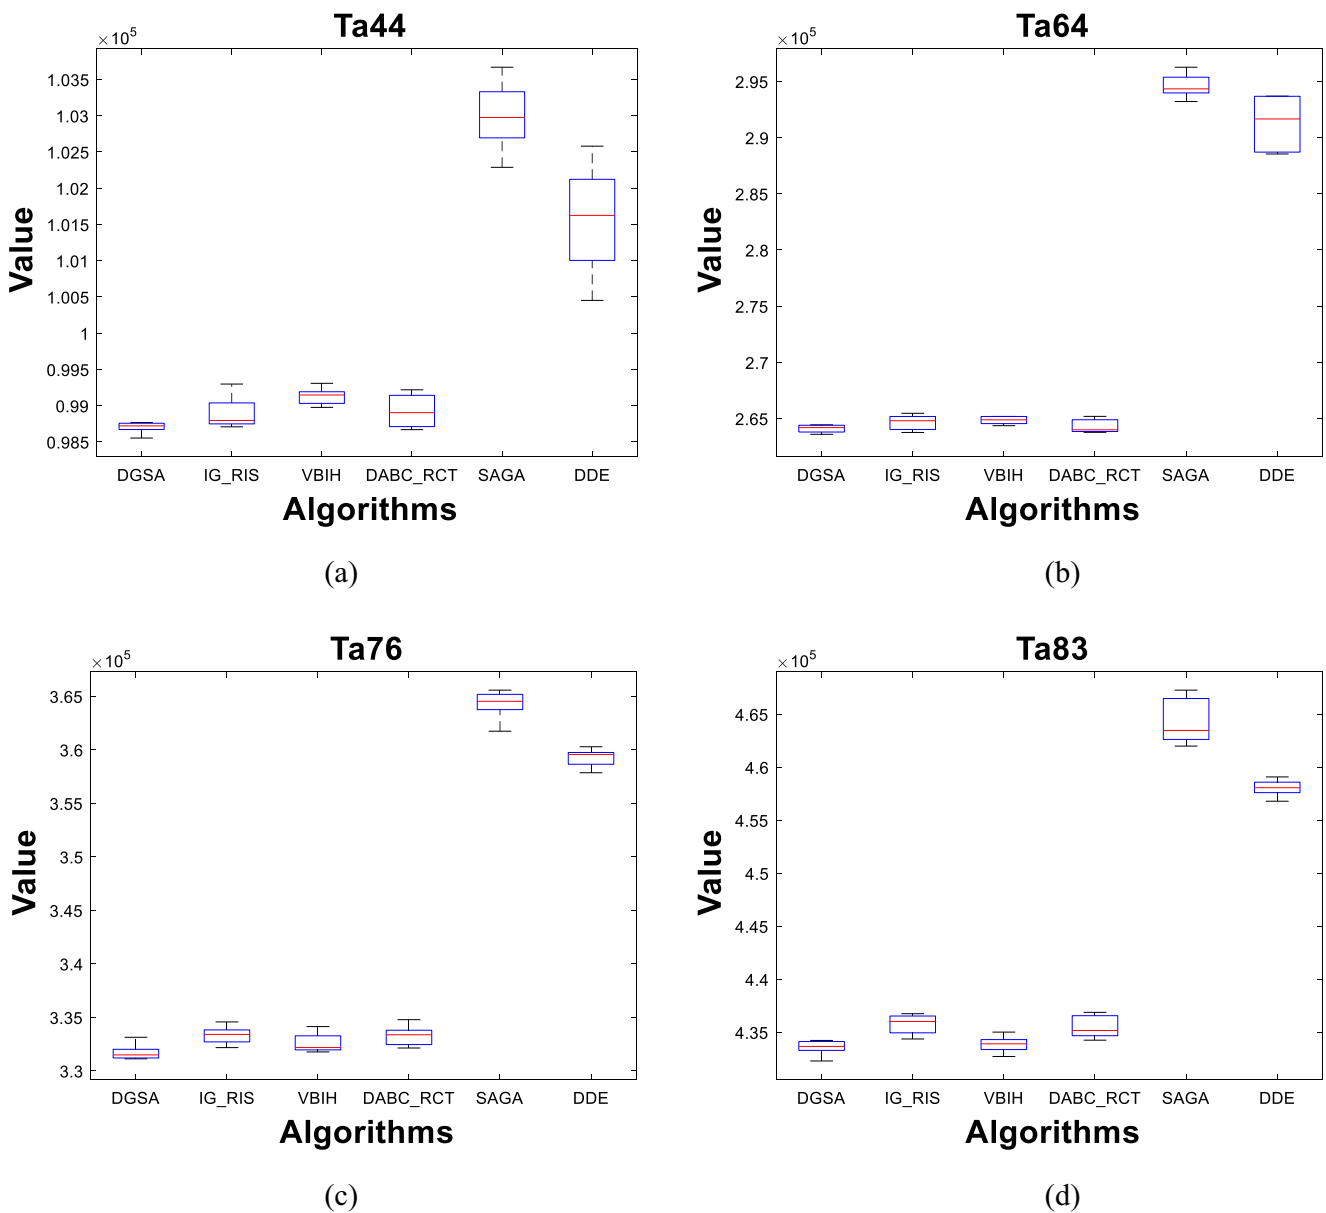 Ta44
×10^5
1.035
1.03
1.025
1.02
1.015
1.01
1.005
1
0.995
0.99
0.985
Value
DGSA IG_RIS VBIH DABC_RCT SAGA DDE
Algorithms
(a)
Ta64
×10^5
2.95
2.9
2.85
2.8
2.75
2.7
2.65
Value
DGSA IG_RIS VBIH DABC_RCT SAGA DDE
Algorithms
(b)
Ta76
×10^5
3.65
3.6
3.55
3.5
3.45
3.4
3.35
3.3
Value
DGSA IG_RIS VBIH DABC_RCT SAGA DDE
Algorithms
(c)
Ta83
×10^5
4.65
4.6
4.55
4.5
4.45
4.4
4.35
Value
DGSA IG_RIS VBIH DABC_RCT SAGA DDE
Algorithms
(d)